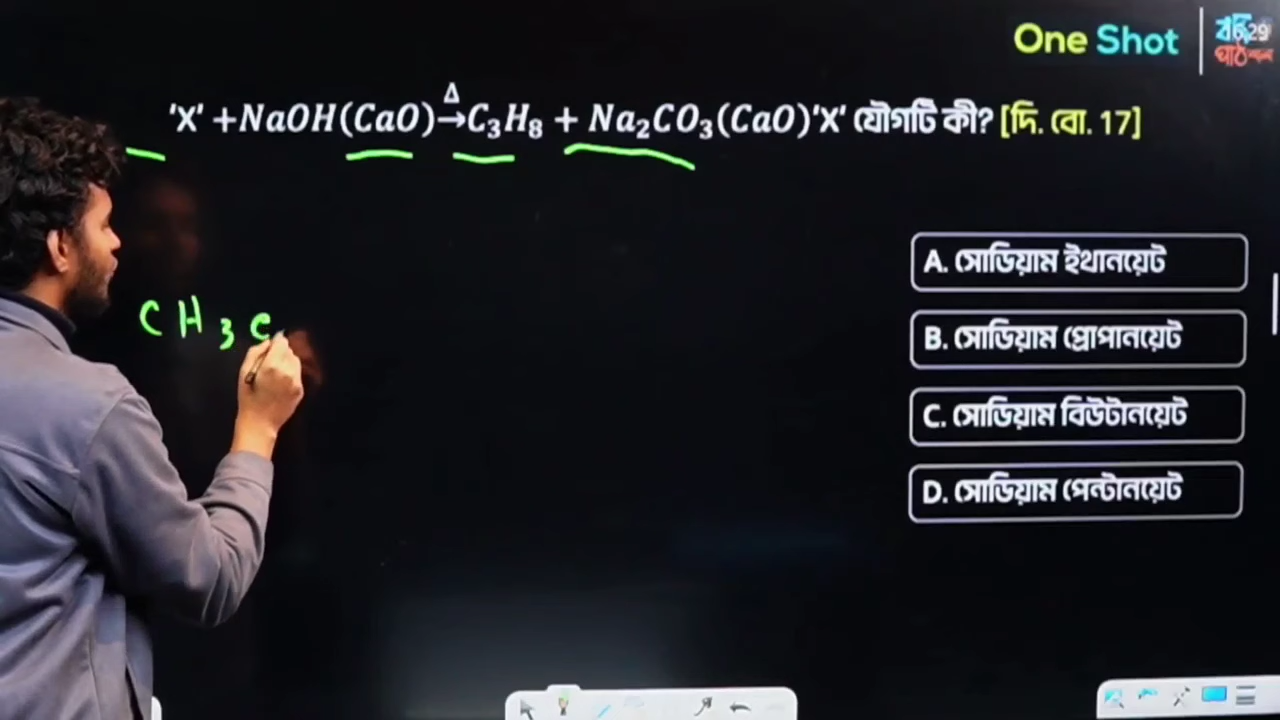 One Shot
'X' +NaOH(CaO) Δ→ C₃H₈ + Na₂CO₃(CaO)'X' যৌগটি কী? [দি. বো. 17]
A. সোডিয়াম ইথানয়েট
B. সোডিয়াম প্রোপানয়েট
C. সোডিয়াম বিউটানয়েট
D. সোডিয়াম পেন্টানয়েট
CH₃C